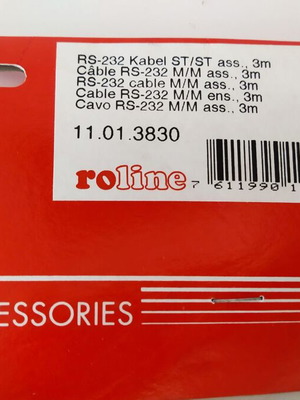 RS-232 Kabel ST/ST ass., 3m
Câble RS-232 M/M ass., 3m
RS-232 cable M/M ass., 3m
Cable RS-232 M/M ens., 3m
Cavo RS-232 M/M ass., 3m
11.01.3830
roline
7 611990 1
ESSORIES